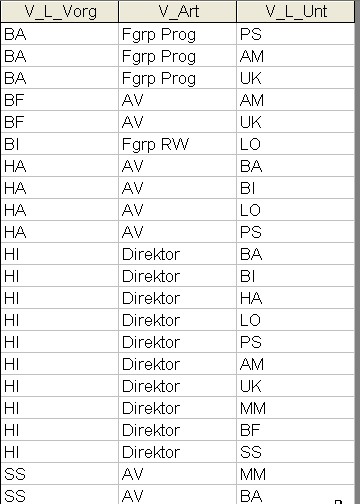 V_L_Vorg V_Art V_L_Unt
BA Fgrp Prog PS
BA Fgrp Prog AM
BA Fgrp Prog UK
BF AV AM
BF AV UK
BI Fgrp RW LO
HA AV BA
HA AV BI
HA AV LO
HA AV PS
HI Direktor BA
HI Direktor BI
HI Direktor HA
HI Direktor LO
HI Direktor PS
HI Direktor AM
HI Direktor UK
HI Direktor MM
HI Direktor BF
HI Direktor SS
SS AV MM
SS AV BA